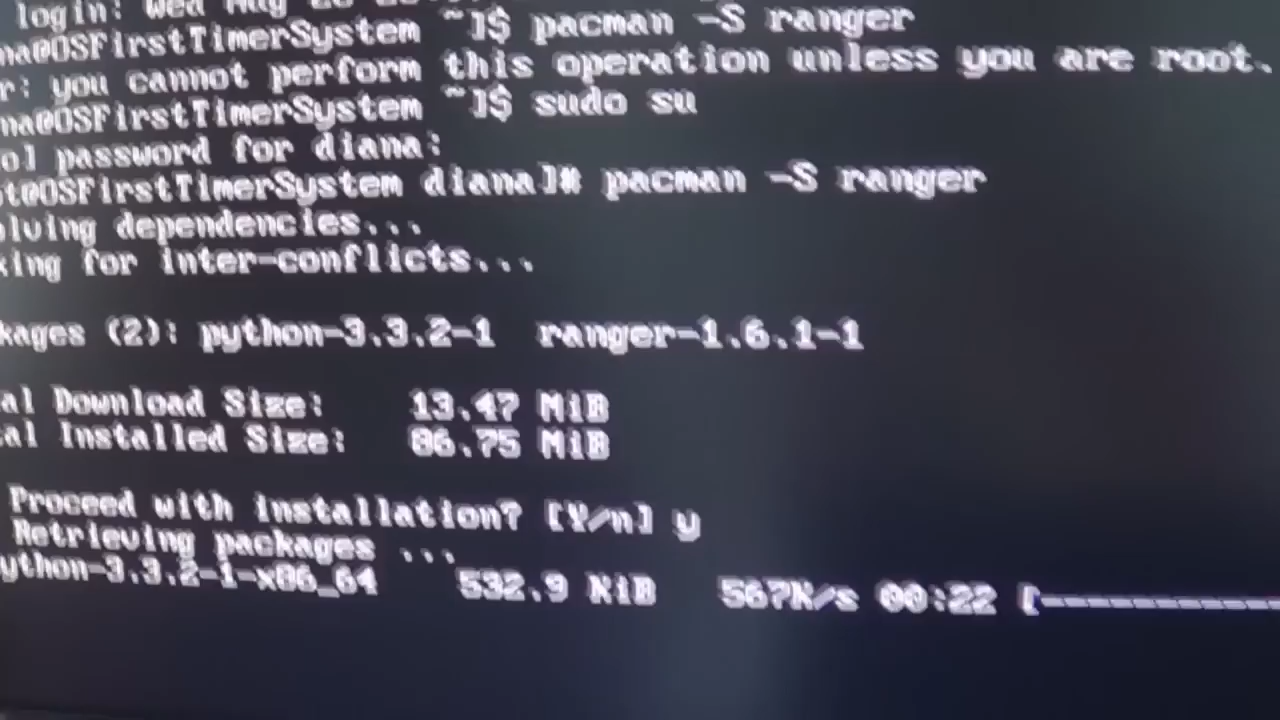 login: Wed Aug
na@OSFirstTimerSystem ~]$ pacman -S ranger
r: you cannot perform this operation unless you are root.
na@OSFirstTimerSystem ~]$ sudo su
ol password for diana:
t@OSFirstTimerSystem diana]# pacman -S ranger
lving dependencies...
king for inter-conflicts...
kages (2): python-3.3.2-1 ranger-1.6.1-1
al Download Size: 13.47 MiB
tal Installed Size: 86.75 MiB
Proceed with installation? [Y/n] y
Retrieving packages ...
ython-3.3.2-1-x86_64 532.9 KiB 567K/s 00:22 [----------